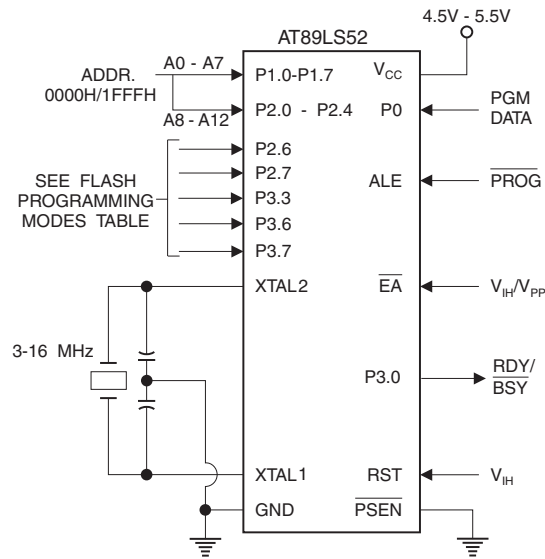 4.5V - 5.5V
AT89LS52
ADDR.
0000H/1FFFH
A0 - A7
A8 - A12
P1.0-P1.7
P2.0 - P2.4
P2.6
P2.7
P3.3
P3.6
P3.7
SEE FLASH
PROGRAMMING
MODES TABLE
XTAL2
3-16 MHz
XTAL1
GND
VCC
P0
PGM
DATA
ALE
PROG
EA
VIH/VPP
P3.0
RDY/
BSY
RST
VIH
PSEN